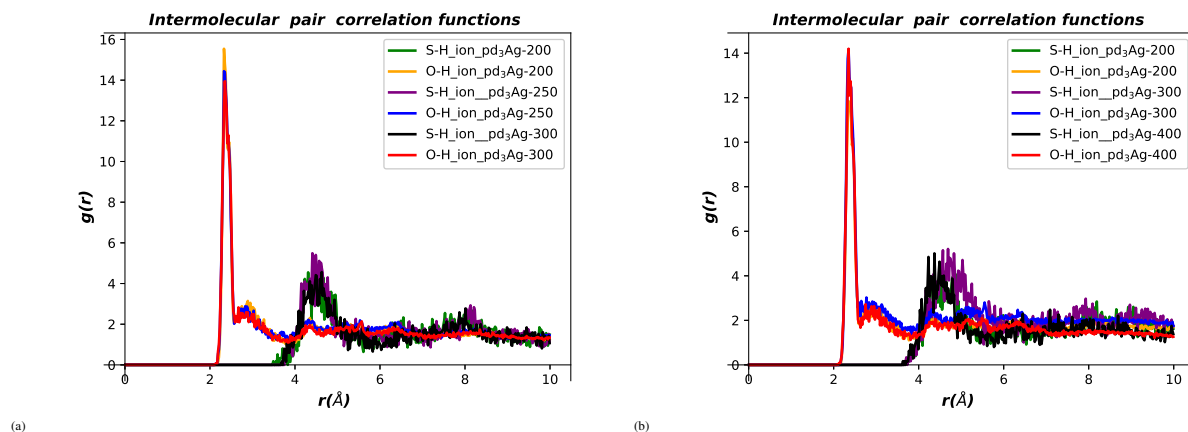 Intermolecular pair correlation functions
16
14
12
10
8
6
4
2
0
g(r)
S-H_ion_pd₃Ag-200
O-H_ion_pd₃Ag-200
S-H_ion__pd₃Ag-250
O-H_ion_pd₃Ag-250
S-H_ion__pd₃Ag-300
O-H_ion_pd₃Ag-300
0 2 4 6 8 10
r(Å)
(a)
Intermolecular pair correlation functions
14
12
10
8
6
4
2
0
g(r)
S-H_ion_pd₃Ag-200
O-H_ion_pd₃Ag-200
S-H_ion__pd₃Ag-300
O-H_ion_pd₃Ag-300
S-H_ion__pd₃Ag-400
O-H_ion_pd₃Ag-400
0 2 4 6 8 10
r(Å)
(b)